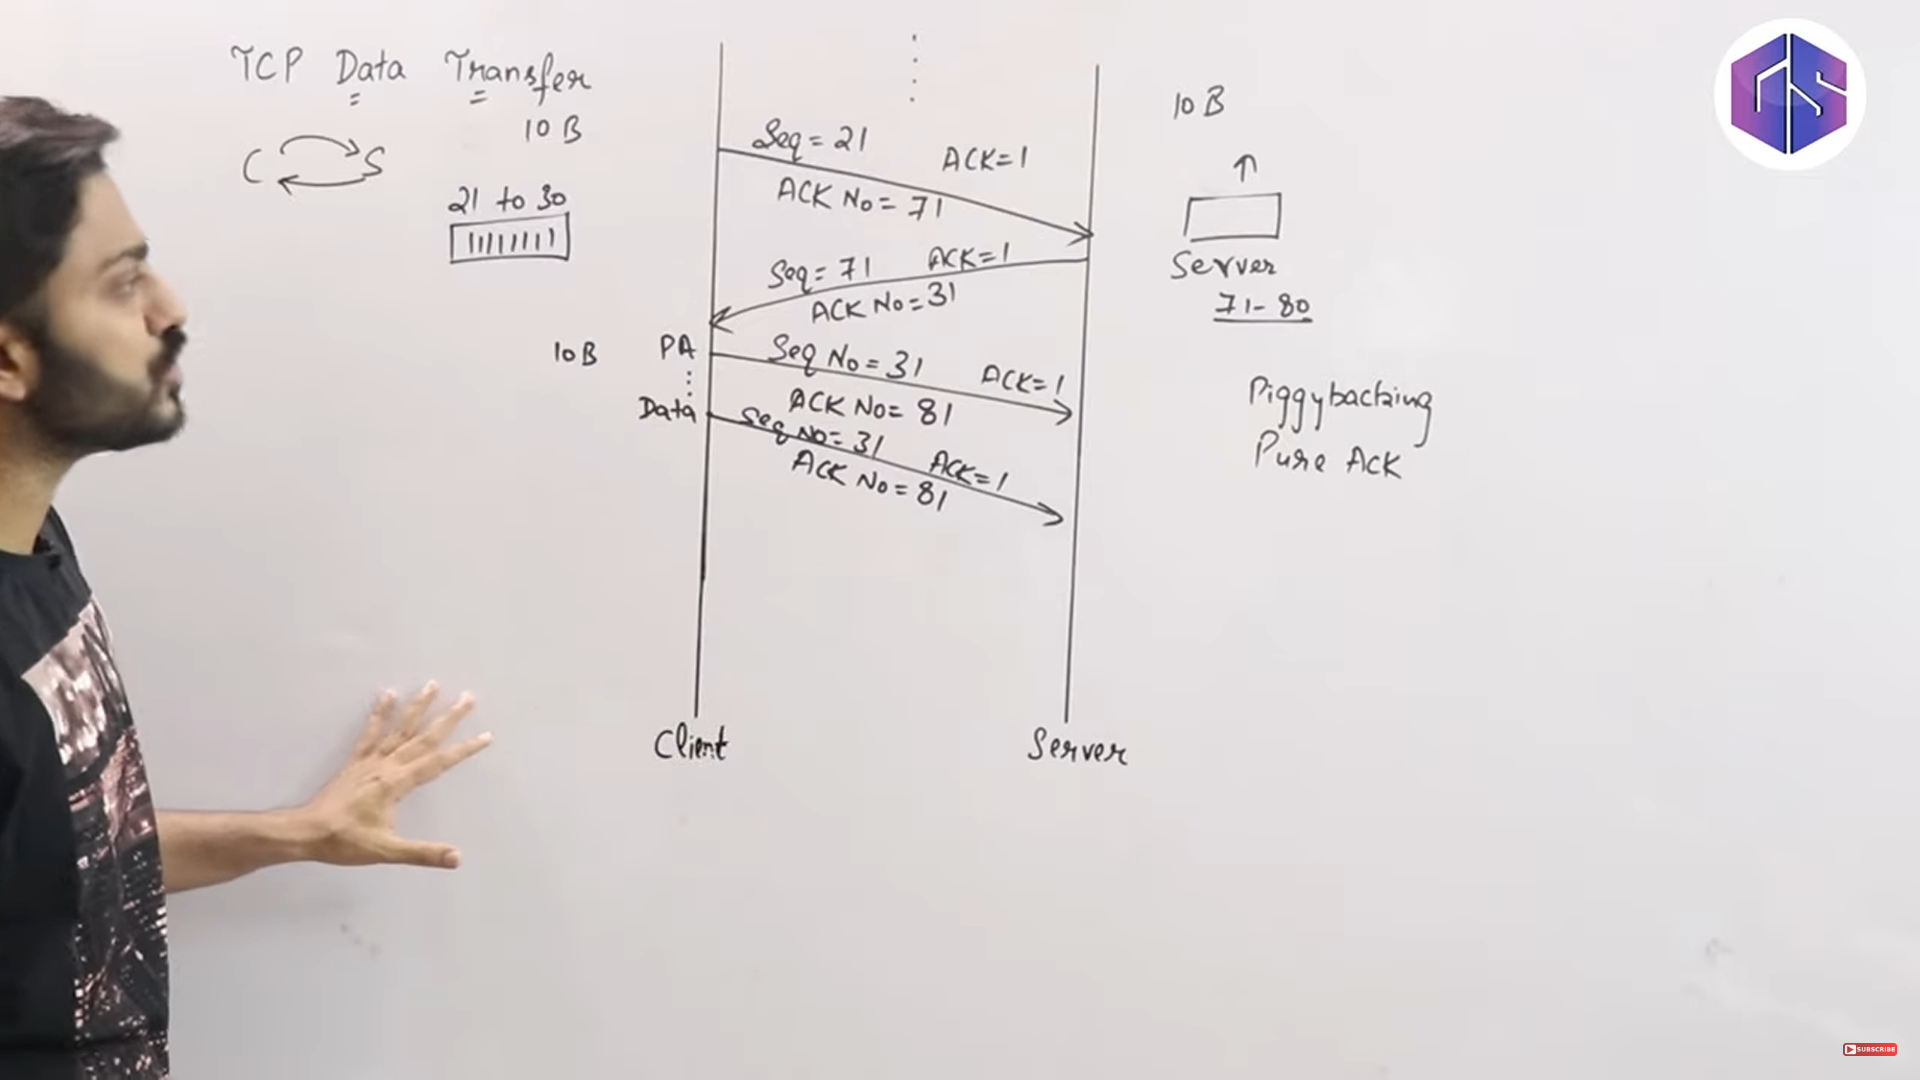 TCP Data Transfer
10 B
C S
21 to 30
Seq = 21 ACK=1
ACK No = 71
Seq = 71 ACK=1
ACK No = 31
10B PA Seq No = 31 ACK=1
ACK No = 81
Data Seq No = 31 ACK=1
ACK No = 81
Client Server
10 B
Server
71-80
Piggybacking
Pure ACK
GS
SUBSCRIBE